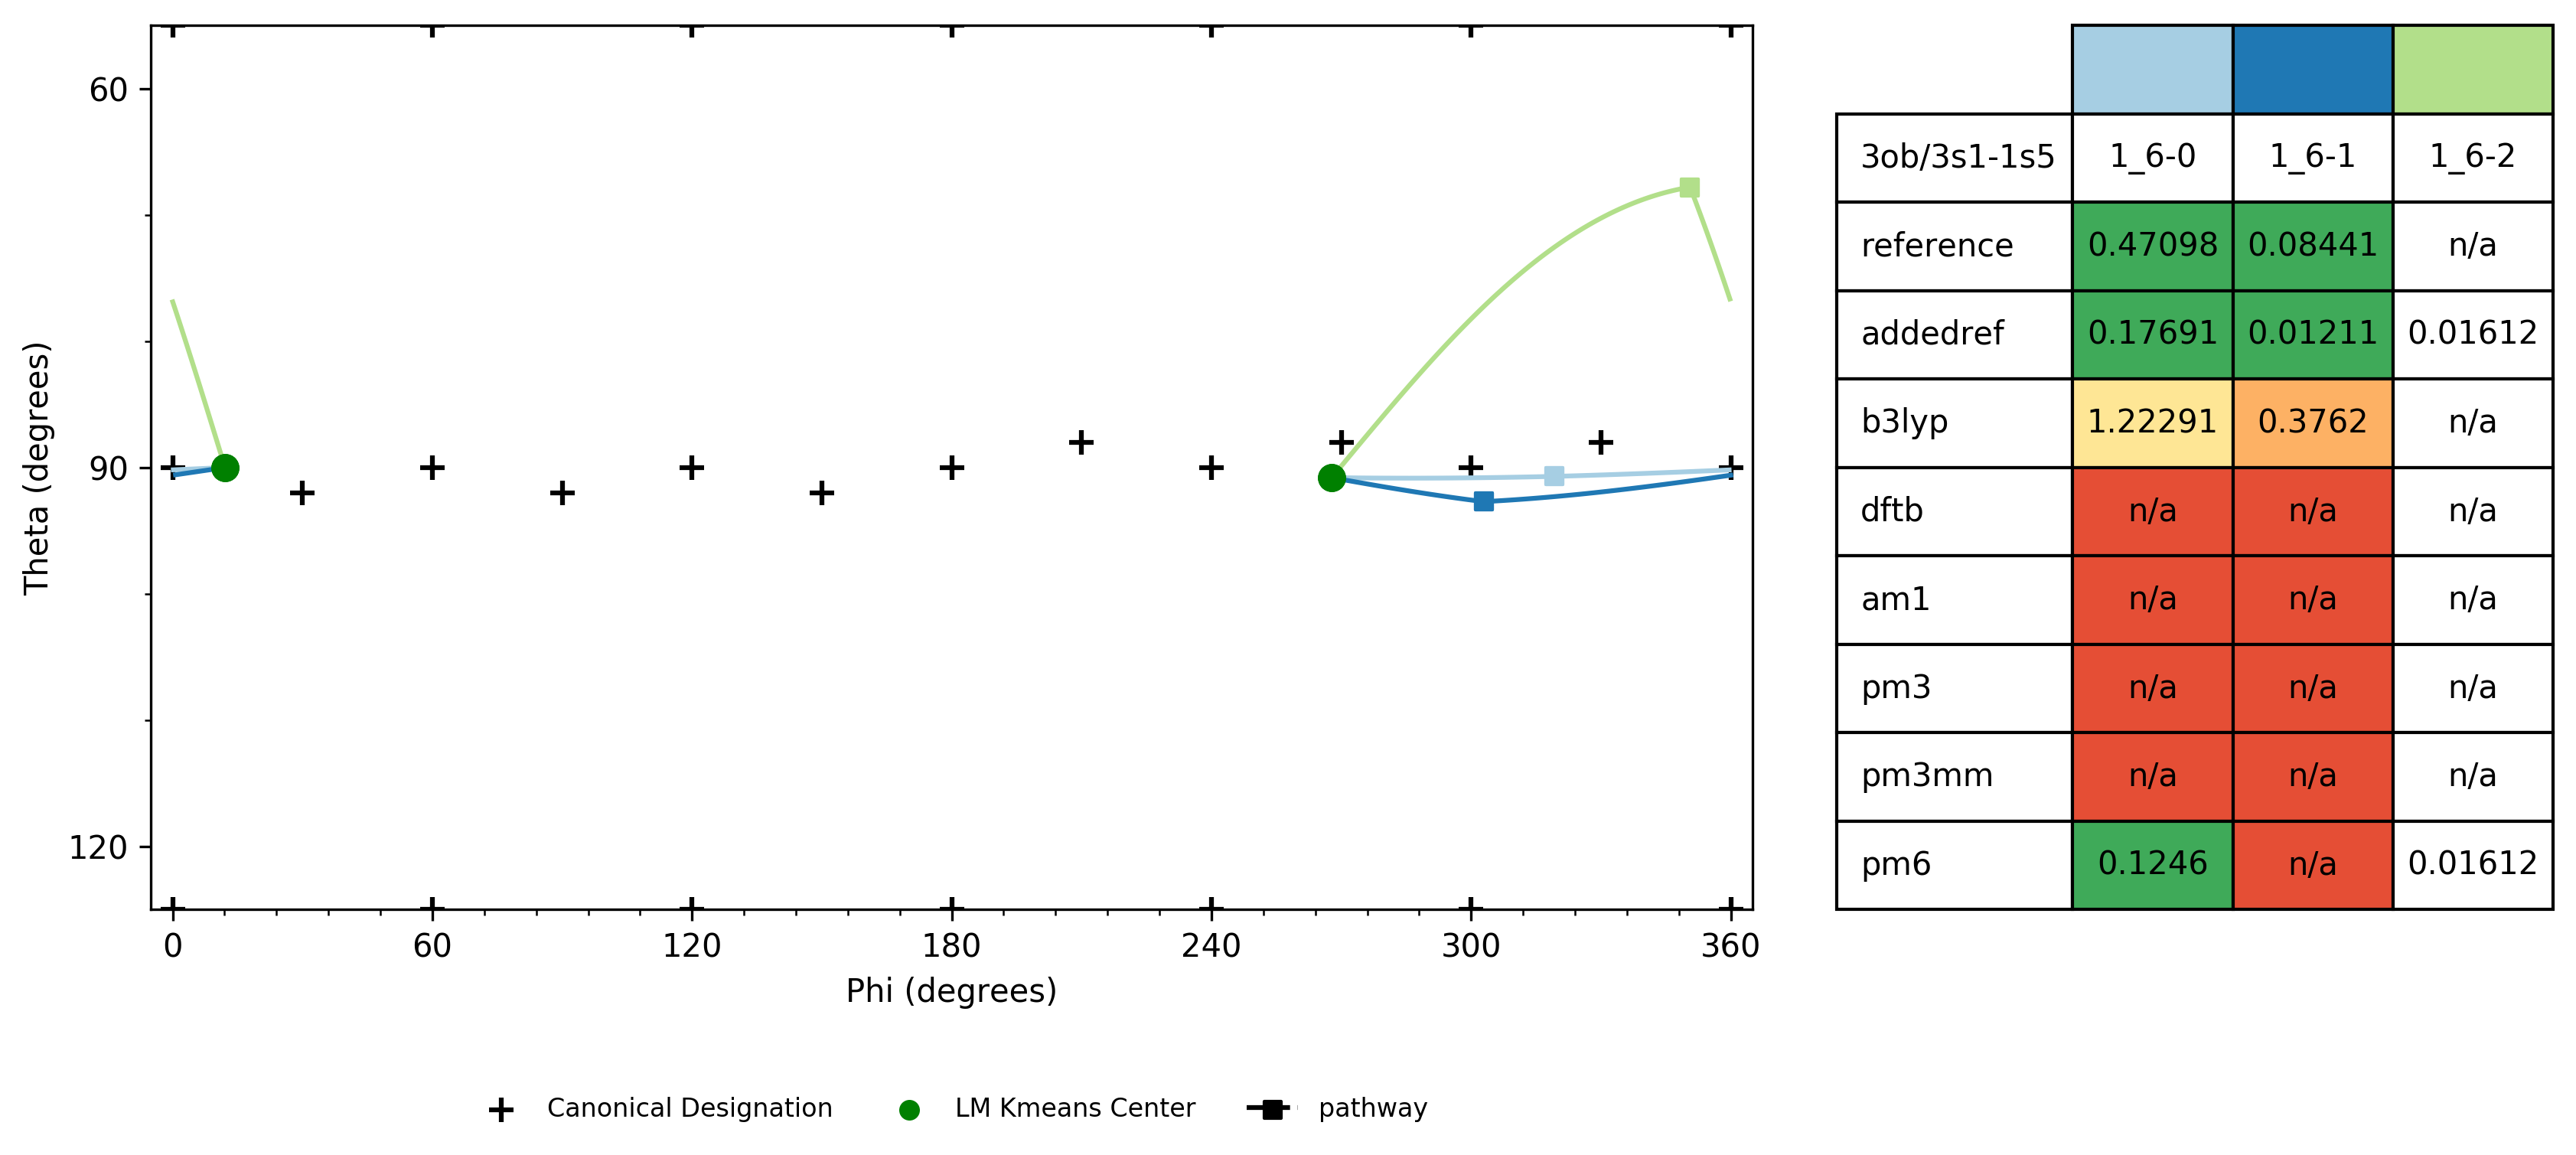 60
90
120
Theta (degrees)
0 60 120 180 240 300 360
Phi (degrees)
Canonical Designation LM Kmeans Center pathway
3ob/3s1-1s5 1_6-0 1_6-1 1_6-2
reference 0.47098 0.08441 n/a
addedref 0.17691 0.01211 0.01612
b3lyp 1.22291 0.3762 n/a
dftb n/a n/a n/a
am1 n/a n/a n/a
pm3 n/a n/a n/a
pm3mm n/a n/a n/a
pm6 0.1246 n/a 0.01612